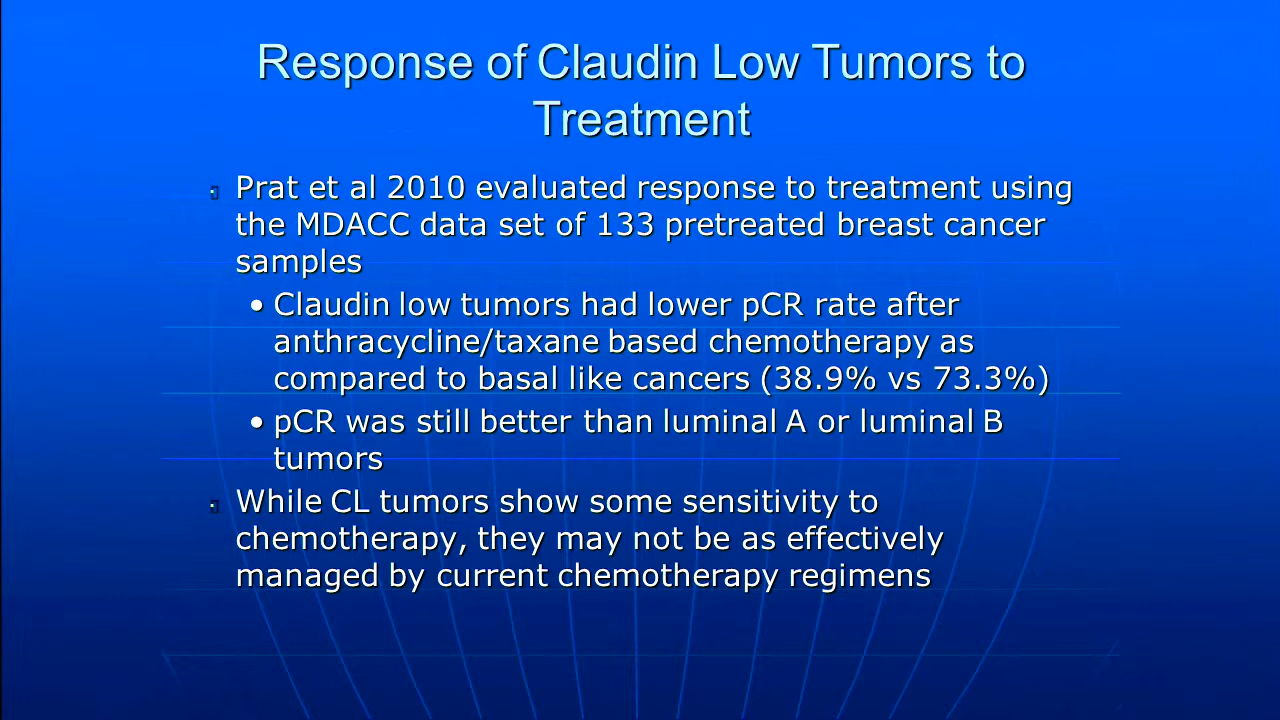 Response of Claudin Low Tumors to
Treatment
Prat et al 2010 evaluated response to treatment using
the MDACC data set of 133 pretreated breast cancer
samples
• Claudin low tumors had lower pCR rate after
anthracycline/taxane based chemotherapy as
compared to basal like cancers (38.9% vs 73.3%)
• pCR was still better than luminal A or luminal B
tumors
While CL tumors show some sensitivity to
chemotherapy, they may not be as effectively
managed by current chemotherapy regimens